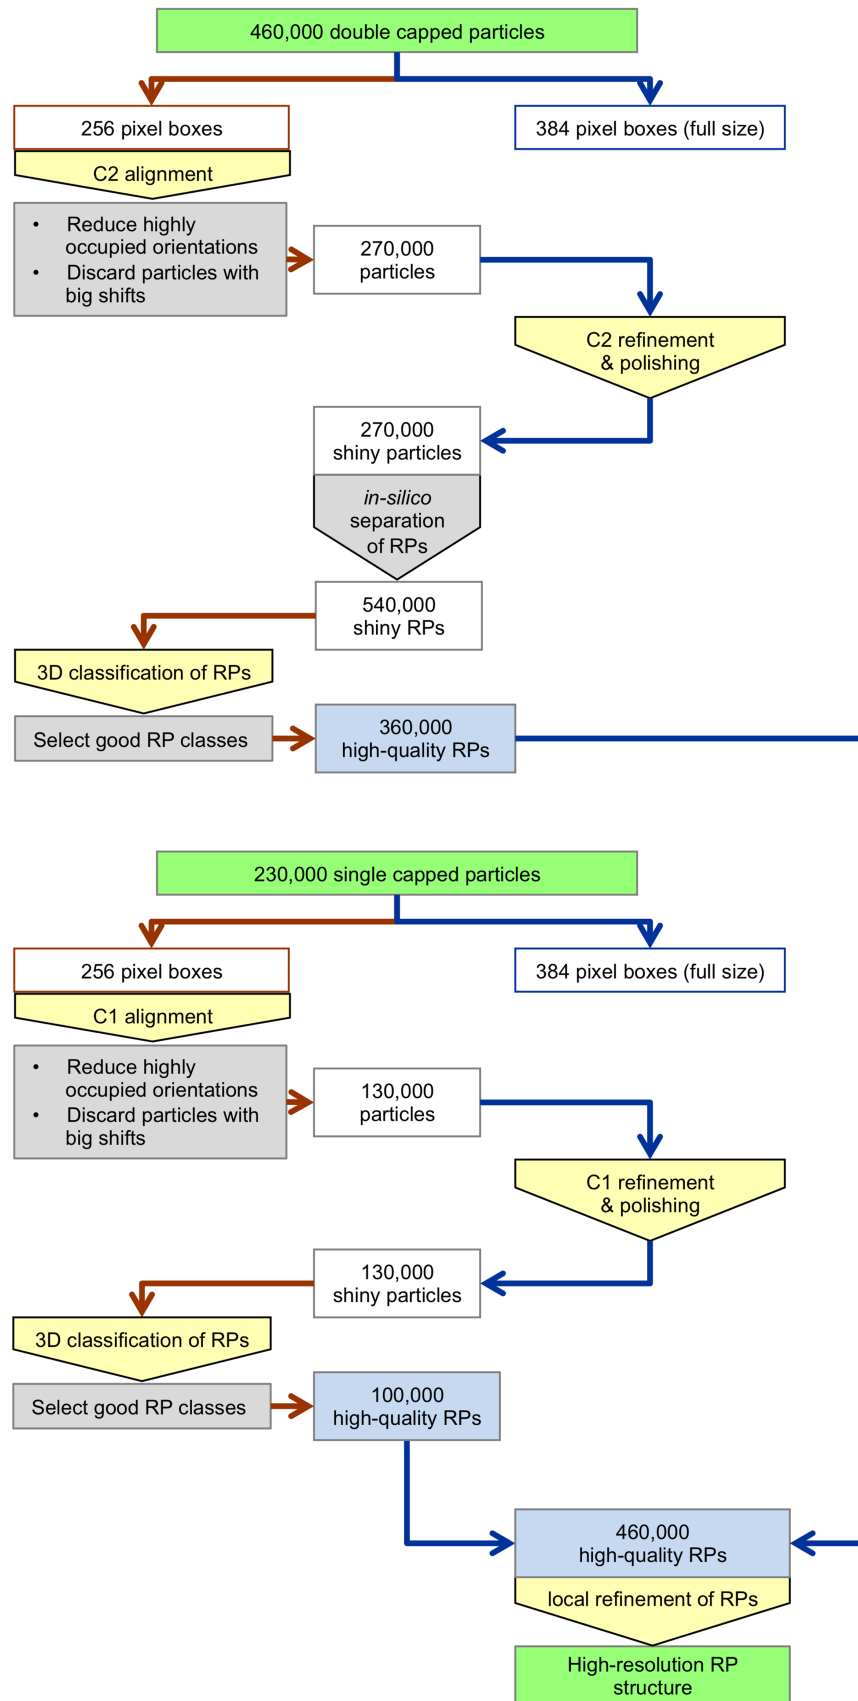 460,000 double capped particles
256 pixel boxes
384 pixel boxes (full size)
C2 alignment
• Reduce highly
occupied orientations
• Discard particles with
big shifts
270,000
particles
C2 refinement
& polishing
270,000
shiny particles
in-silico
separation
of RPs
540,000
shiny RPs
3D classification of RPs
Select good RP classes
360,000
high-quality RPs
230,000 single capped particles
256 pixel boxes
384 pixel boxes (full size)
C1 alignment
• Reduce highly
occupied orientations
• Discard particles with
big shifts
130,000
particles
C1 refinement
& polishing
130,000
shiny particles
3D classification of RPs
Select good RP classes
100,000
high-quality RPs
460,000
high-quality RPs
local refinement of RPs
High-resolution RP
structure